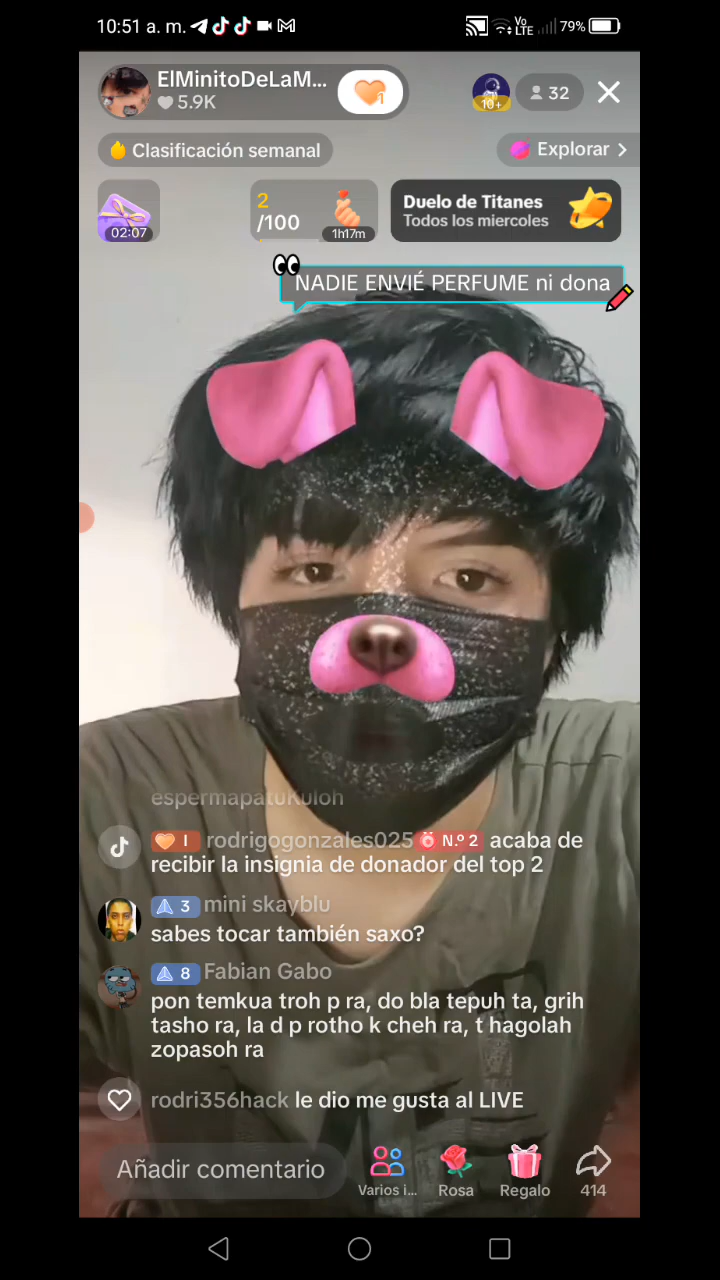 10:51 a. m.
Vo LTE 79%
ElMinitoDeLaM...
5.9K
1
10+
32
Clasificación semanal
Explorar
02:07
2
/100
1h17m
Duelo de Titanes
Todos los miercoles
NADIE ENVIÉ PERFUME ni dona
espermapatukuloh
I rodrigogonzales025 N.º 2 acaba de
recibir la insignia de donador del top 2
3 mini skayblu
sabes tocar también saxo?
8 Fabian Gabo
pon temkua troh p ra, do bla tepuh ta, grih
tasho ra, la d p rotho k cheh ra, t hagolah
zopasoh ra
rodri356hack le dio me gusta al LIVE
Añadir comentario
Varios i...
Rosa
Regalo
414